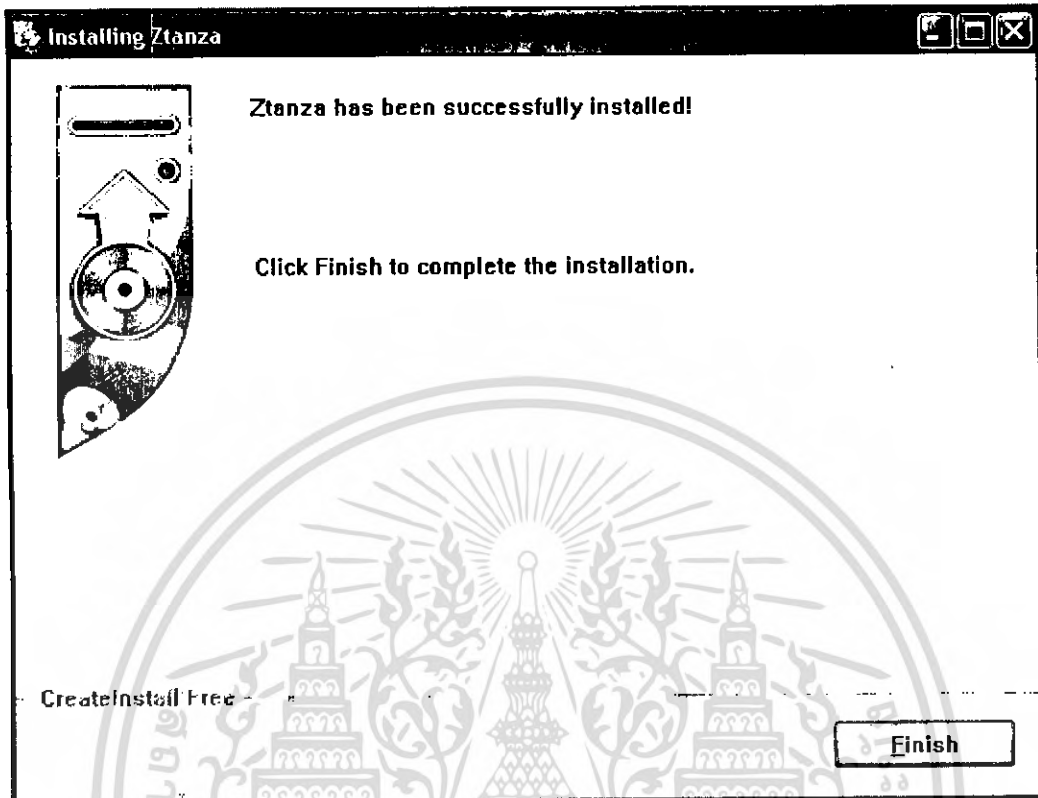 Installing Ztanza
Ztanza has been successfully installed!
Click Finish to complete the installation.
CreateInstall Free
Finish